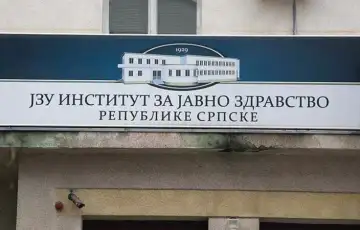 1929
ЈЗУ ИНСТИТУТ ЗА ЈАВНО ЗДРАВСТВО
РЕПУБЛИКЕ СРПСКЕ